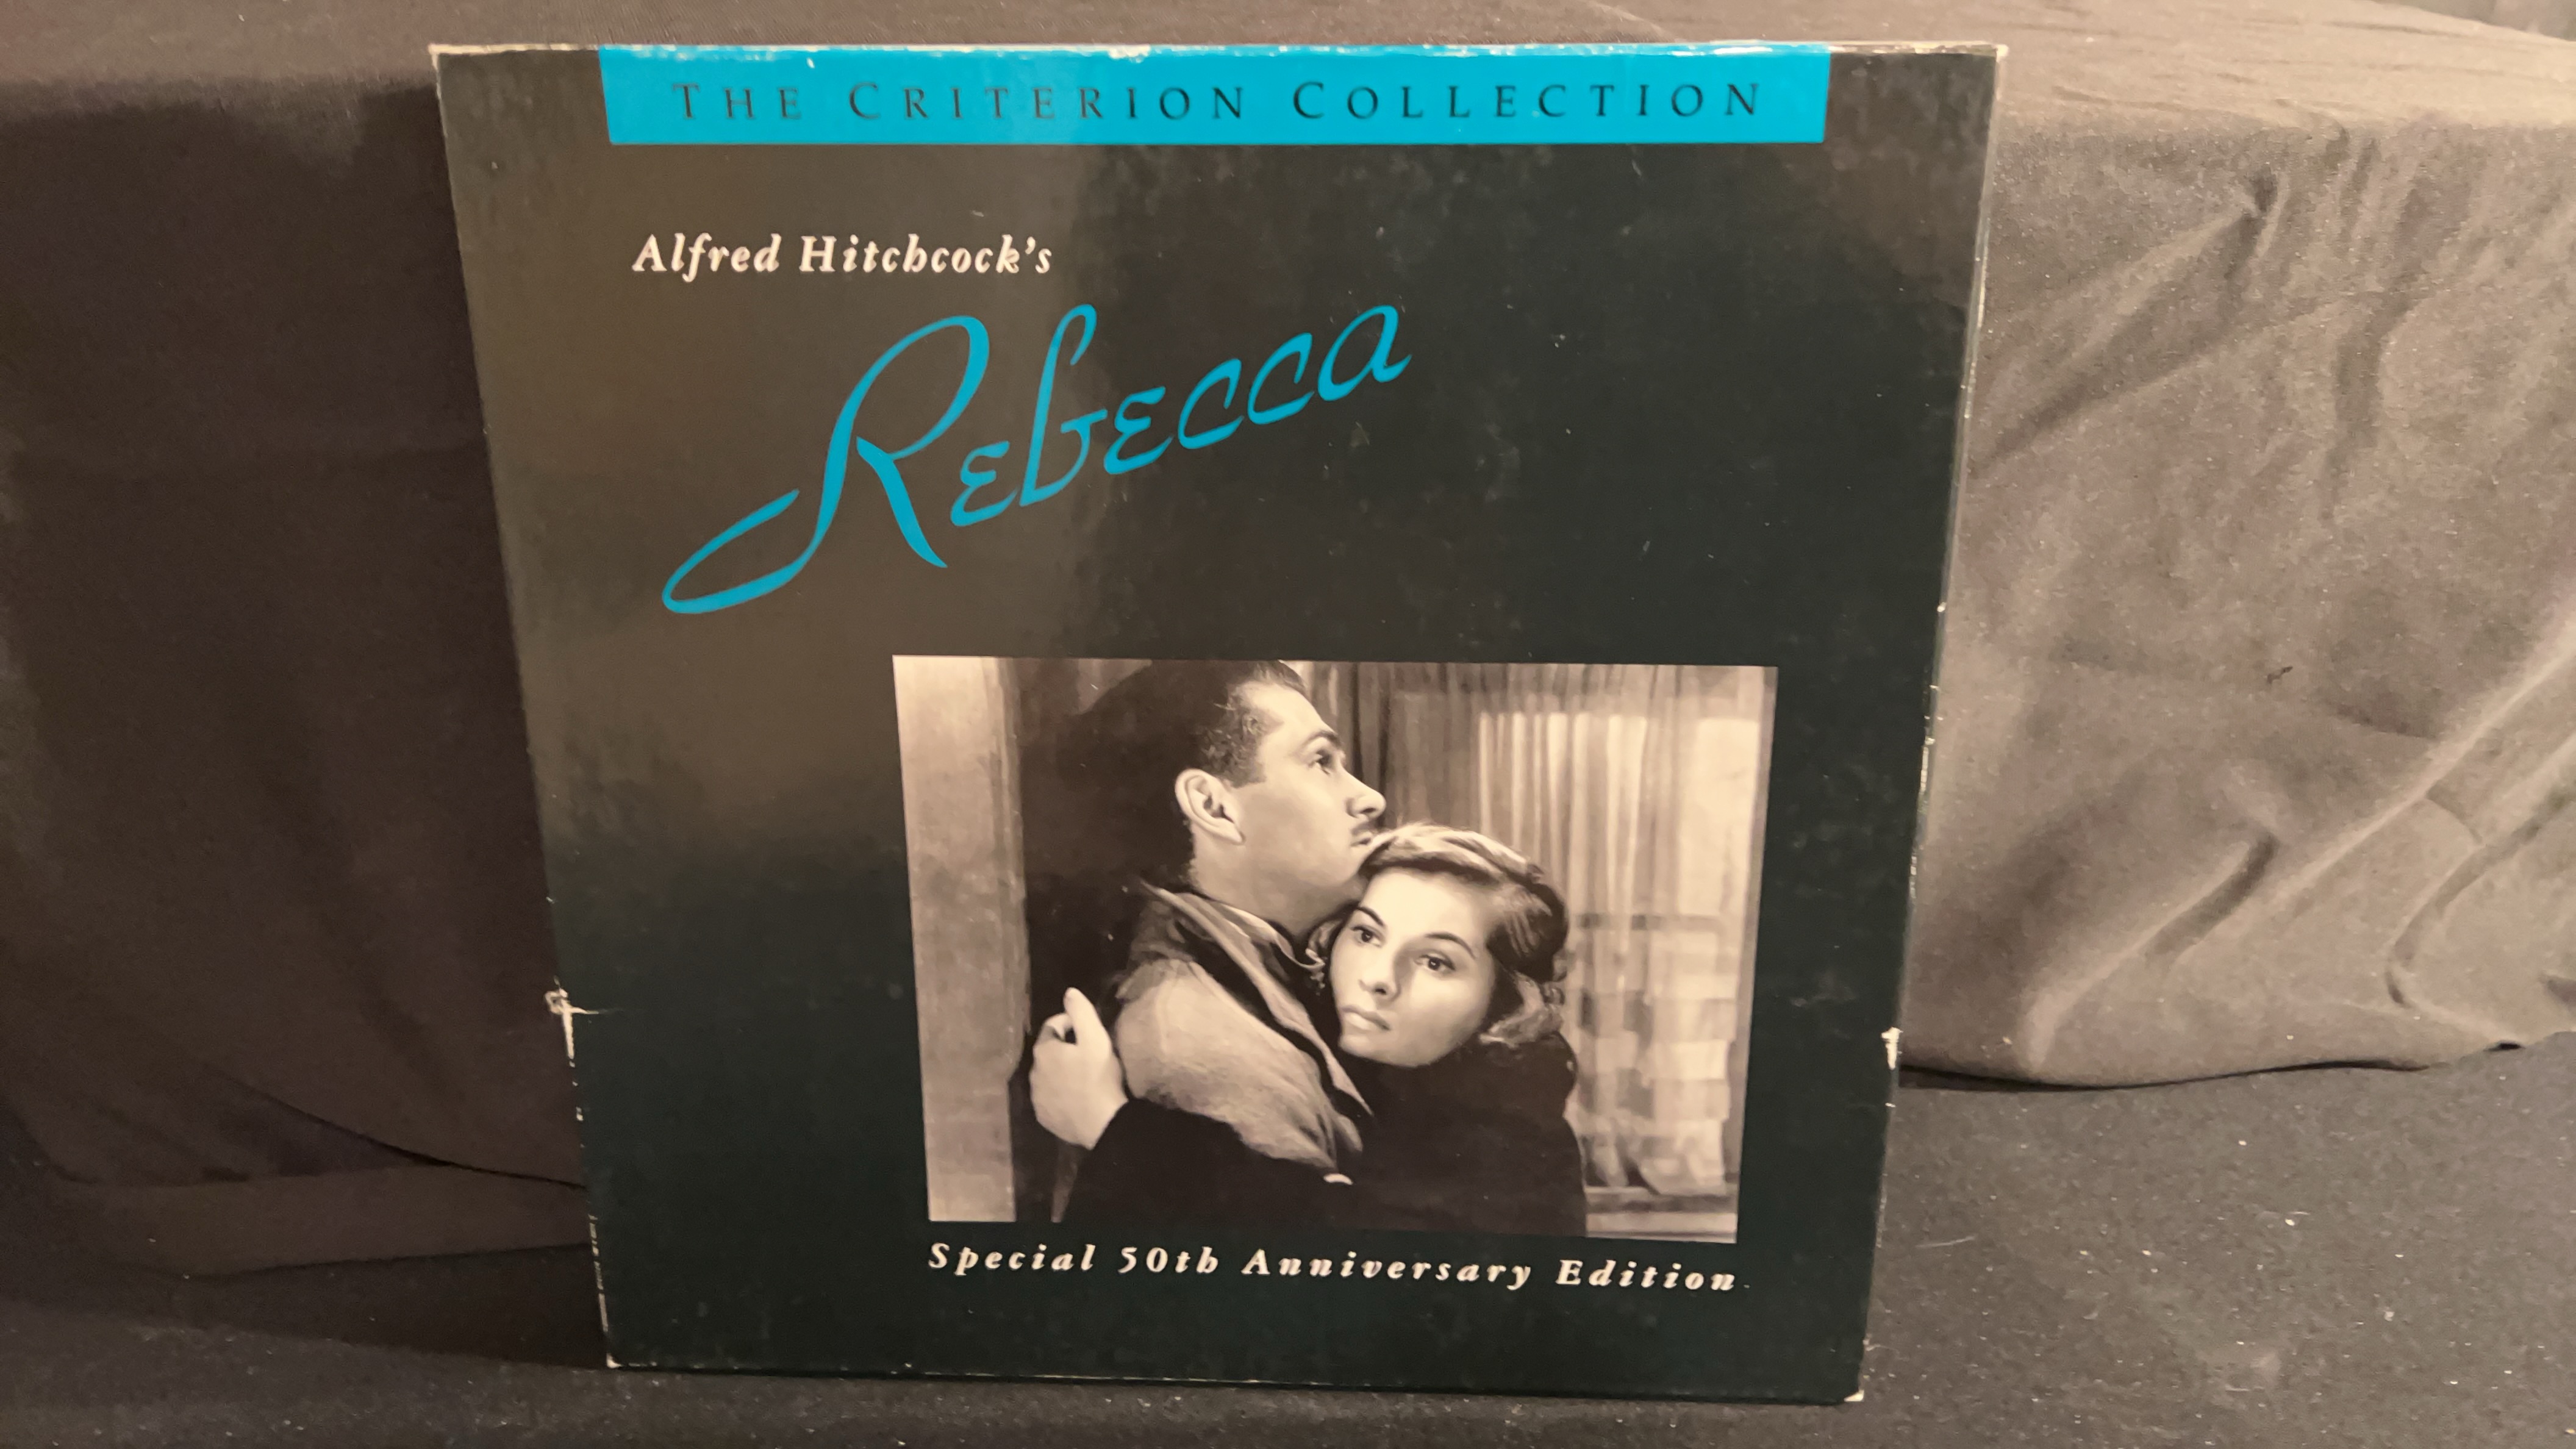 THE CRITERION COLLECTION
Alfred Hitchcock's
Rebecca
Special 50th Anniversary Edition